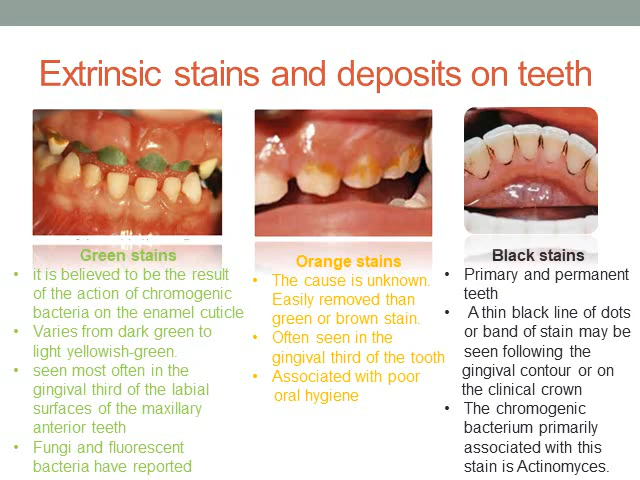 Extrinsic stains and deposits on teeth
Green stains
• it is believed to be the result
of the action of chromogenic
bacteria on the enamel cuticle
• Varies from dark green to
light yellowish-green.
• seen most often in the
gingival third of the labial
surfaces of the maxillary
anterior teeth
• Fungi and fluorescent
bacteria have reported
Orange stains
• The cause is unknown.
Easily removed than
green or brown stain.
• Often seen in the
gingival third of the tooth
• Associated with poor
oral hygiene
Black stains
• Primary and permanent
teeth
• A thin black line of dots
or band of stain may be
seen following the
gingival contour or on
the clinical crown
• The chromogenic
bacterium primarily
associated with this
stain is Actinomyces.